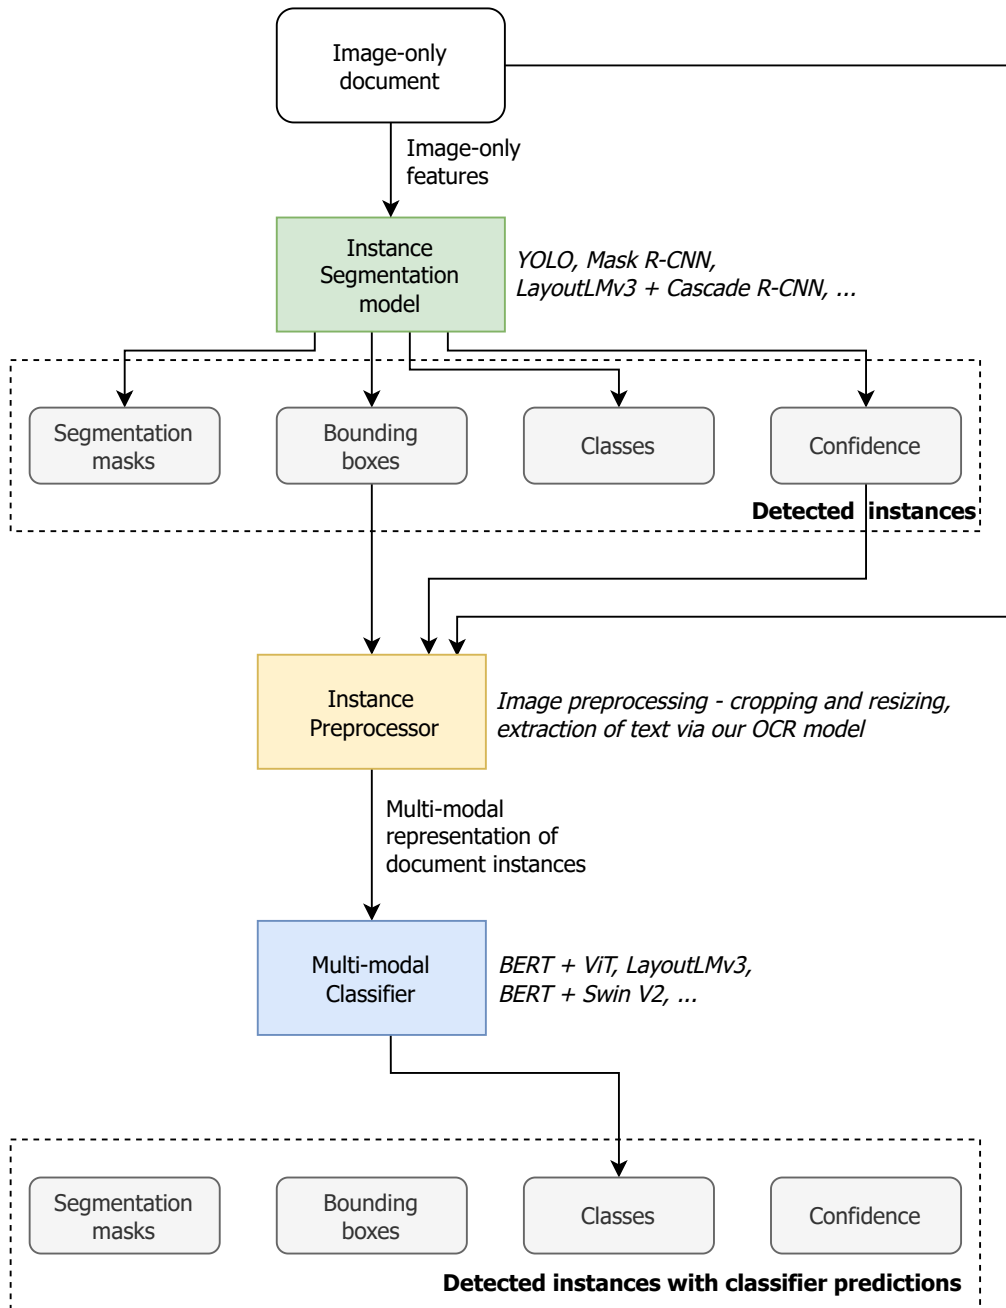 Image-only
document
Image-only
features
Instance
Segmentation
model
YOLO, Mask R-CNN,
LayoutLMv3 + Cascade R-CNN, ...
Segmentation
masks
Bounding
boxes
Classes
Confidence
Detected instances
Instance
Preprocessor
Image preprocessing - cropping and resizing,
extraction of text via our OCR model
Multi-modal
representation of
document instances
Multi-modal
Classifier
BERT + ViT, LayoutLMv3,
BERT + Swin V2, ...
Segmentation
masks
Bounding
boxes
Classes
Confidence
Detected instances with classifier predictions